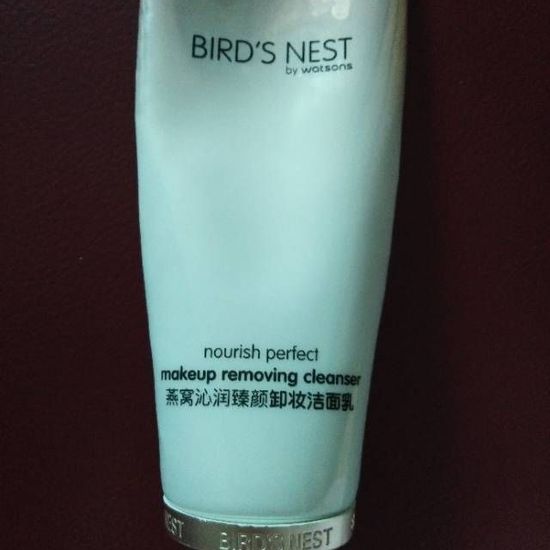 BIRD'S NEST
by watsons
nourish perfect
makeup removing cleanser
燕窝沁润臻颜卸妆洁面乳
NEST BIRD'S NEST